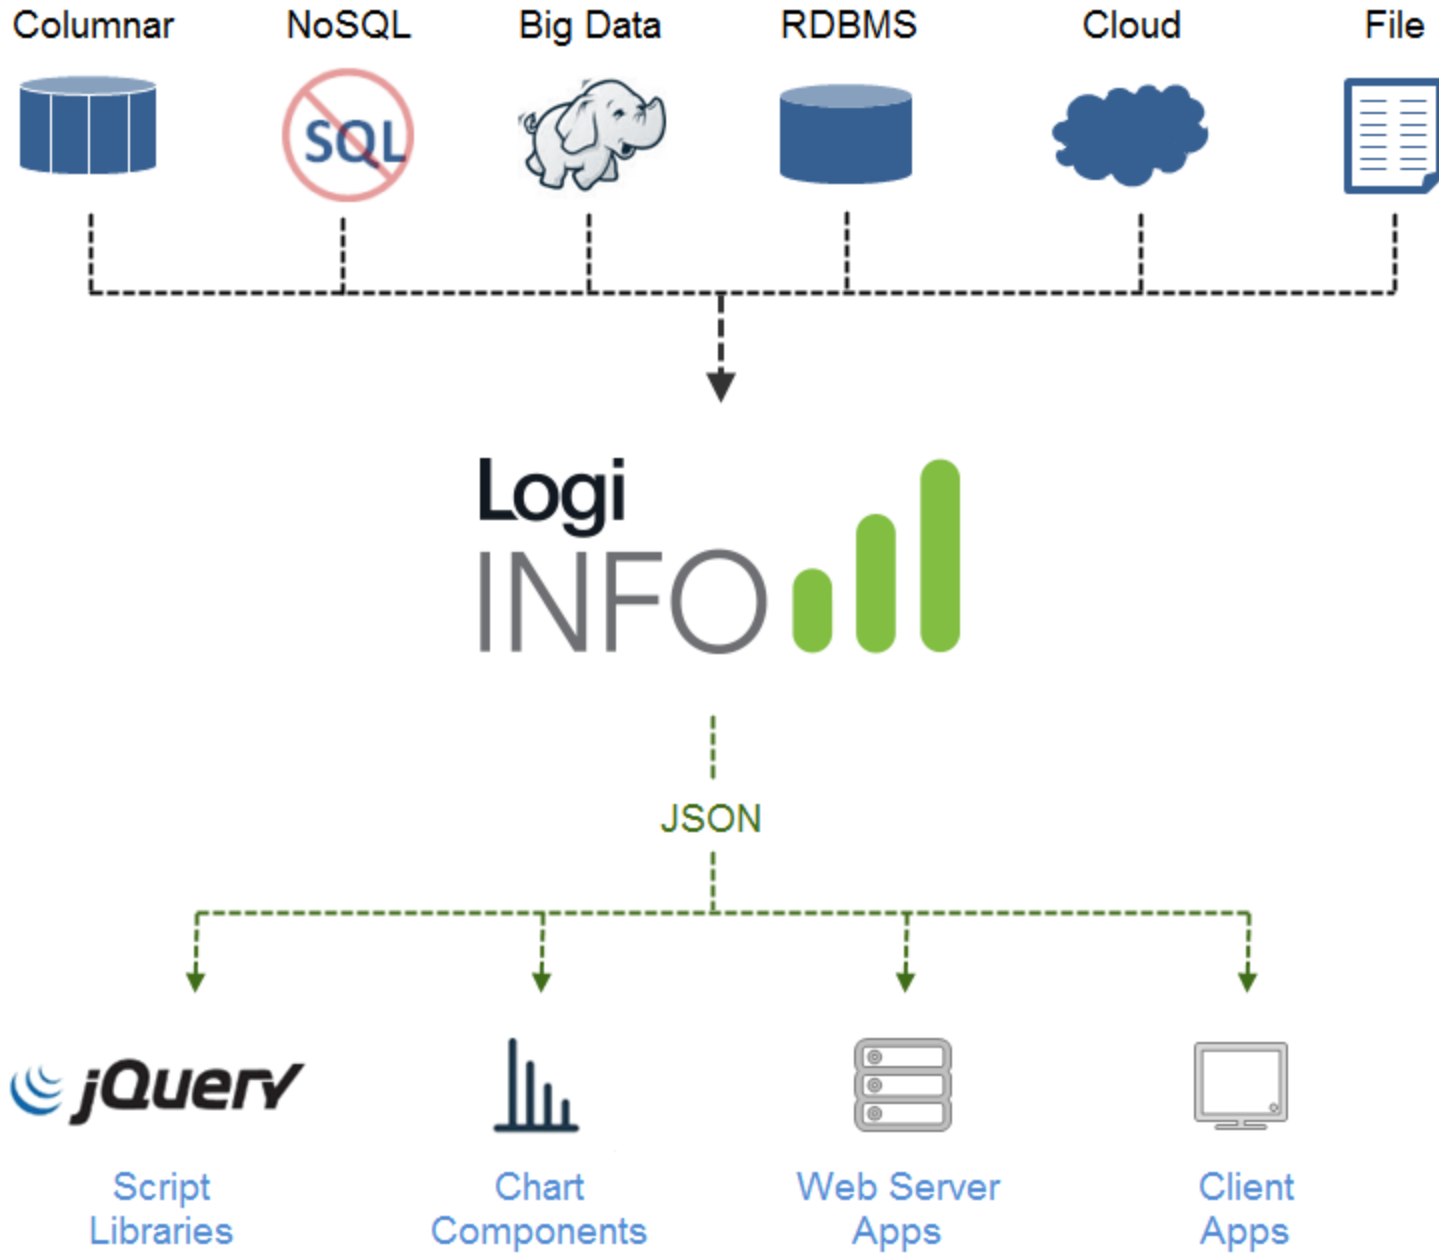 Columnar NoSQL Big Data RDBMS Cloud File
SQL
Logi
INFO
JSON
jQuery
Script Chart Web Server Client
Libraries Components Apps Apps